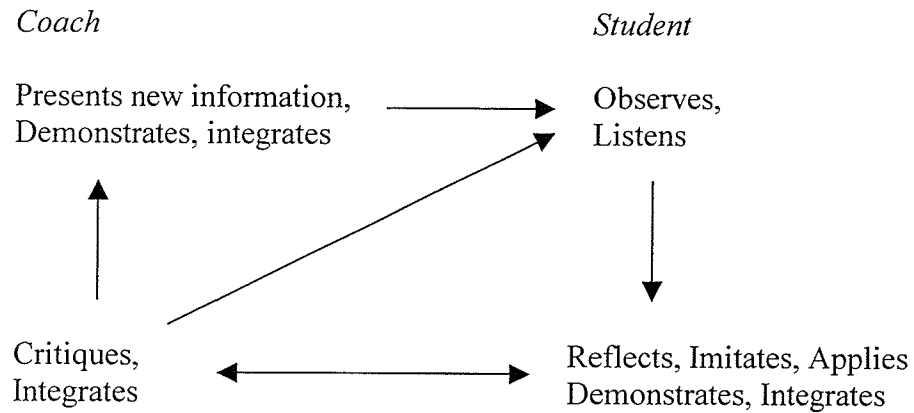 Coach
Student
Presents new information,
Demonstrates, integrates
Observes,
Listens
Critiques,
Integrates
Reflects, Imitates, Applies
Demonstrates, Integrates